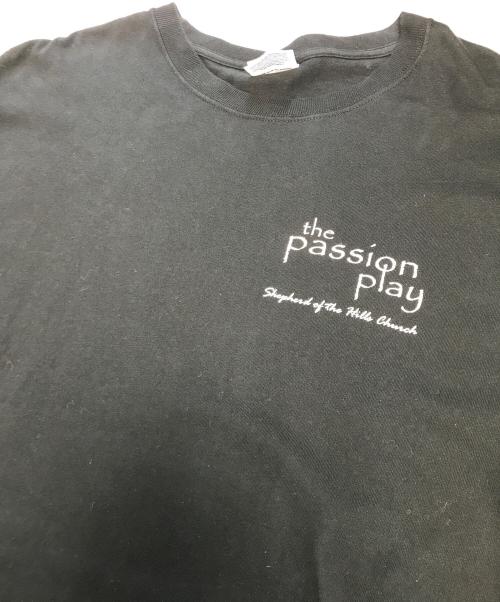 the
passion
play
Shepherd of the Hills Church